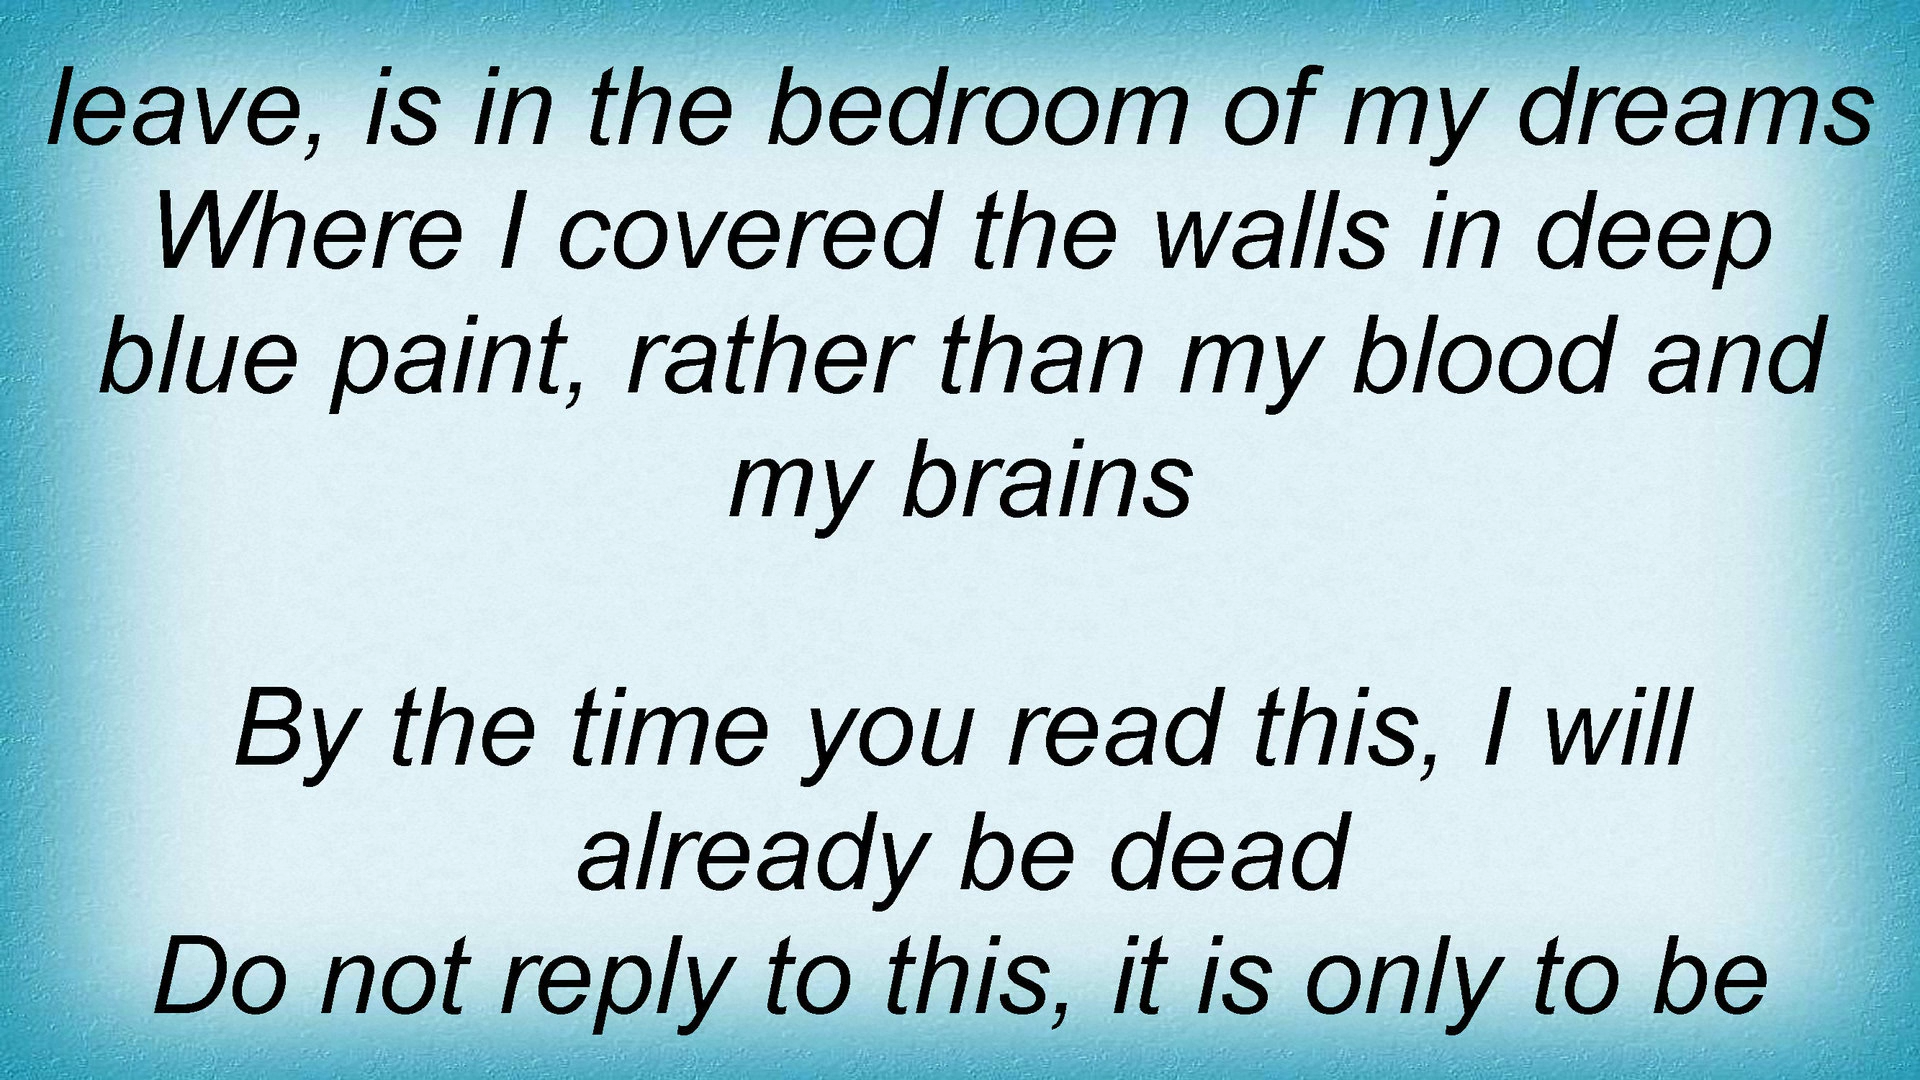 leave, is in the bedroom of my dreams
Where I covered the walls in deep
blue paint, rather than my blood and
my brains
By the time you read this, I will
already be dead
Do not reply to this, it is only to be